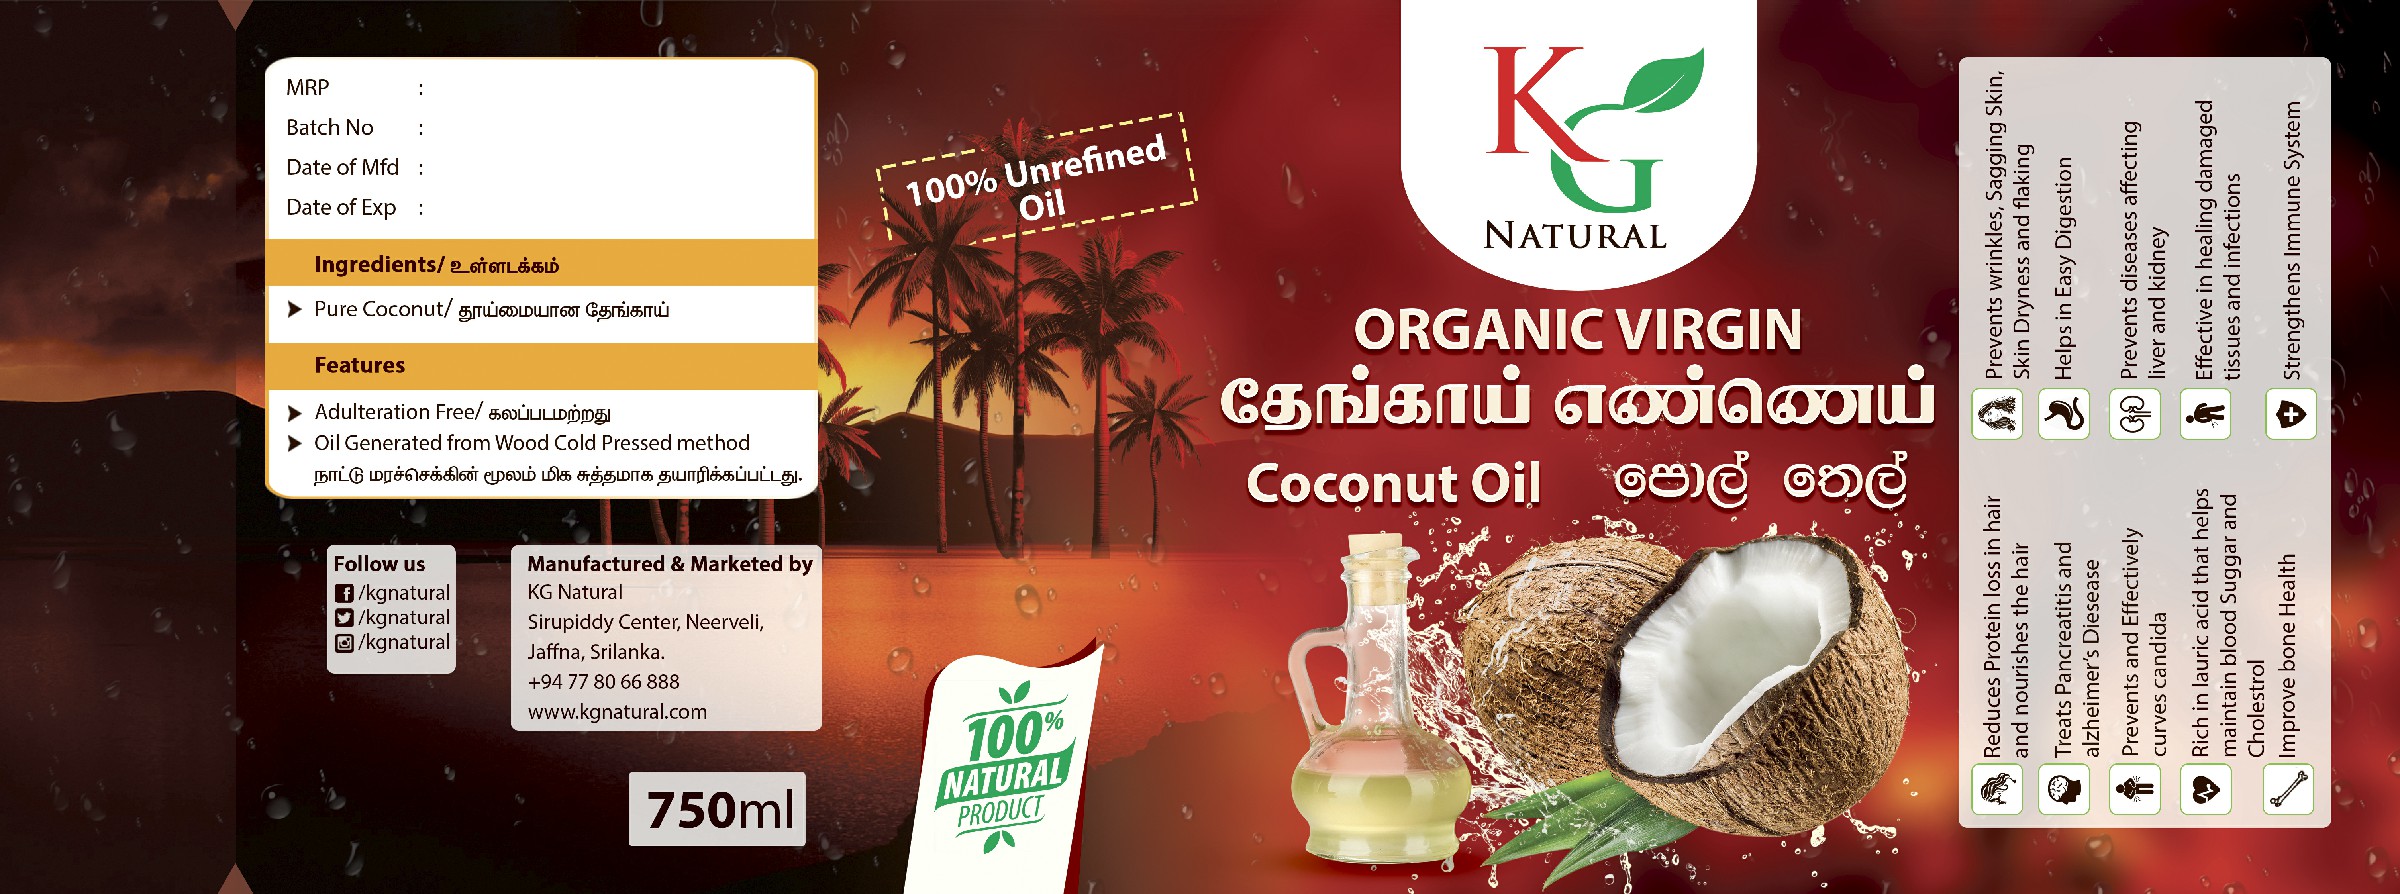 MRP :
Batch No :
Date of Mfd :
Date of Exp :
Ingredients/ உள்ளடக்கம்
Pure Coconut/ தூய்மையான தேங்காய்
Features
Adulteration Free/ கலப்படமற்றது
Oil Generated from Wood Cold Pressed method
நாட்டு மரச்செக்கின் மூலம் மிக சுத்தமாக தயாரிக்கப்பட்டது.
Follow us
/kgnatural
/kgnatural
/kgnatural
Manufactured & Marketed by
KG Natural
Sirupiddy Center, Neerveli,
Jaffna, Srilanka.
+94 77 80 66 888
www.kgnatural.com
750ml
100% Unrefined
Oil
100%
NATURAL
PRODUCT
KG
NATURAL
ORGANIC VIRGIN
தேங்காய் எண்ணெய்
Coconut Oil පොල් තෙල්
Prevents wrinkles, Sagging Skin,
Skin Dryness and flaking
Helps in Easy Digestion
Prevents diseases affecting
liver and kidney
Effective in healing damaged
tissues and infections
Strengthens Immune System
Reduces Protein loss in hair
and nourishes the hair
Treats Pancreatitis and
alzheimer's Diesease
Prevents and Effectively
curves candida
Rich in lauric acid that helps
maintain blood Suggar and
Cholestrol
Improve bone Health